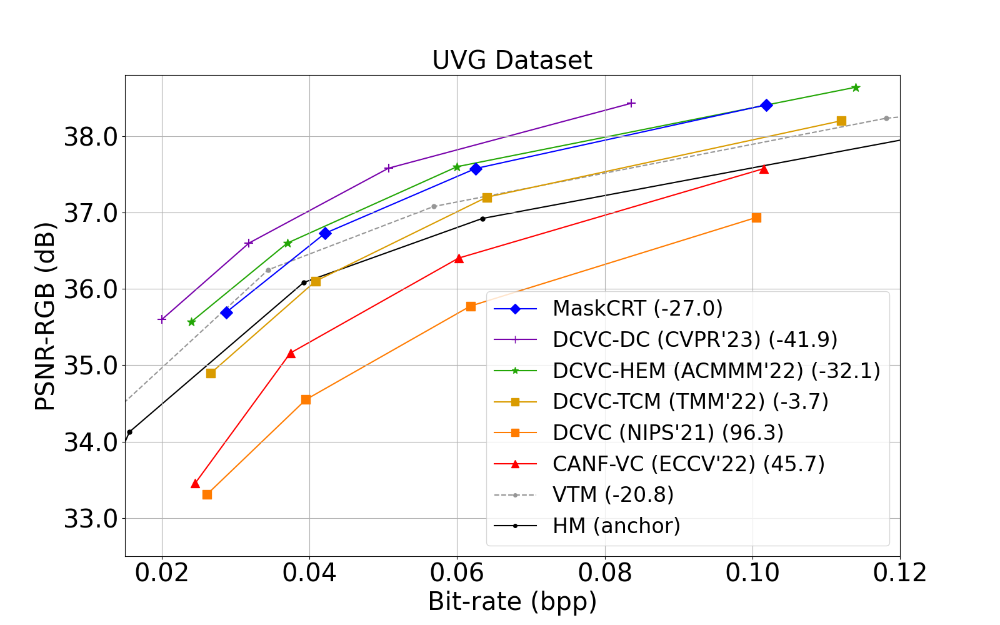 UVG Dataset
PSNR-RGB (dB)
38.0
37.0
36.0
35.0
34.0
33.0
MaskCRT (-27.0)
DCVC-DC (CVPR'23) (-41.9)
DCVC-HEM (ACMMM'22) (-32.1)
DCVC-TCM (TMM'22) (-3.7)
DCVC (NIPS'21) (96.3)
CANF-VC (ECCV'22) (45.7)
VTM (-20.8)
HM (anchor)
0.02 0.04 0.06 0.08 0.10 0.12
Bit-rate (bpp)